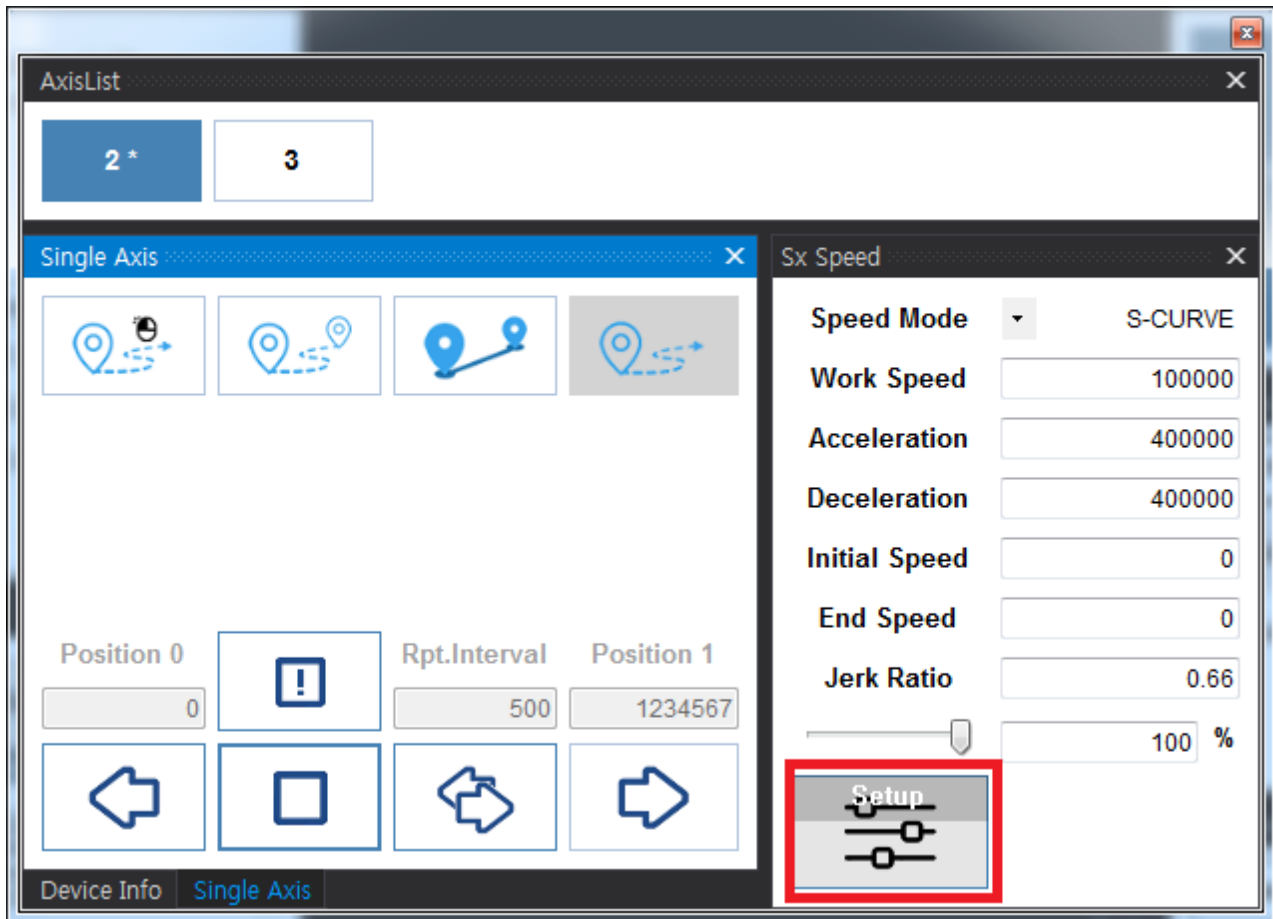 AxisList
2 *
3
Single Axis
Position 0
Rpt.Interval
Position 1
0
500
1234567
Device Info
Single Axis
Sx Speed
Speed Mode S-CURVE
Work Speed 100000
Acceleration 400000
Deceleration 400000
Initial Speed 0
End Speed 0
Jerk Ratio 0.66
100 %
Setup